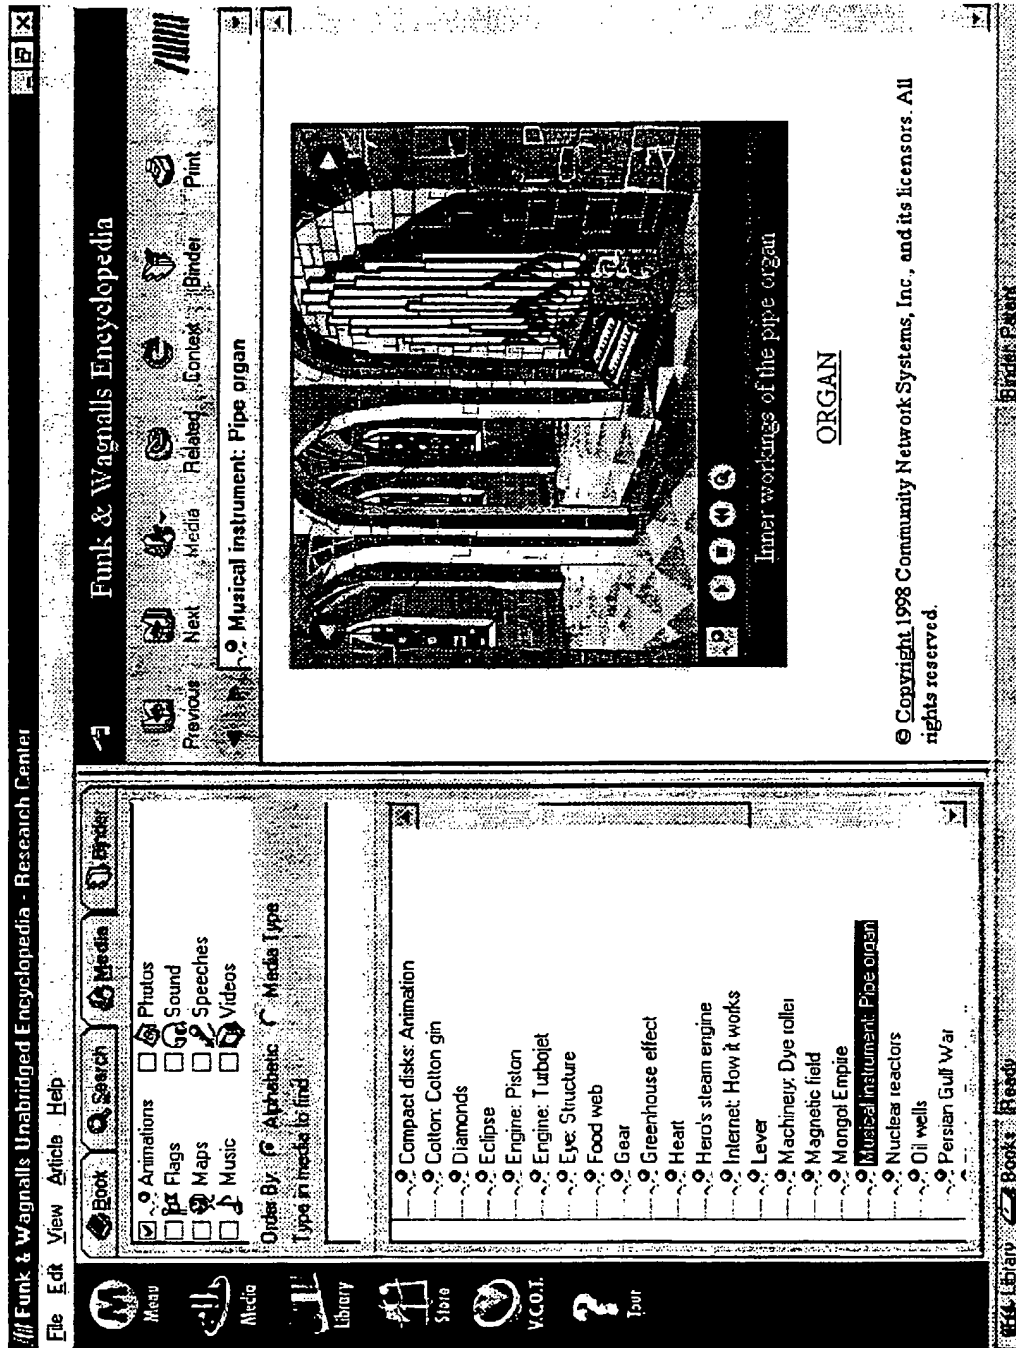 Funk & Wagnalls Unabridged Encyclopedia - Research Center
File Edit View Article Help
Menu
Media
Library
Store
V.C.O.T.
Tour
Book Search Media Binder
Animations Photos
Flags Sound
Maps Speeches
Music Videos
Order By: Alphabetic Media Type
Type in media to find
Compact disks: Animation
Cotton: Cotton gin
Diamonds
Eclipse
Engine: Piston
Engine: Turbojet
Eye: Structure
Food web
Gear
Greenhouse effect
Heart
Hero's steam engine
Internet: How it works
Lever
Machinery: Dye roller
Magnetic field
Mongol Empire
Musical instrument: Pipe organ
Nuclear reactors
Oil wells
Persian Gulf War
Funk & Wagnalls Encyclopedia
Previous Next Media Related Context Binder Print
Musical instrument: Pipe organ
Inner workings of the pipe organ
ORGAN
© Copyright 1998 Community Network Systems, Inc, and its licensors. All
rights reserved.
Library Books Ready Binder: Patent